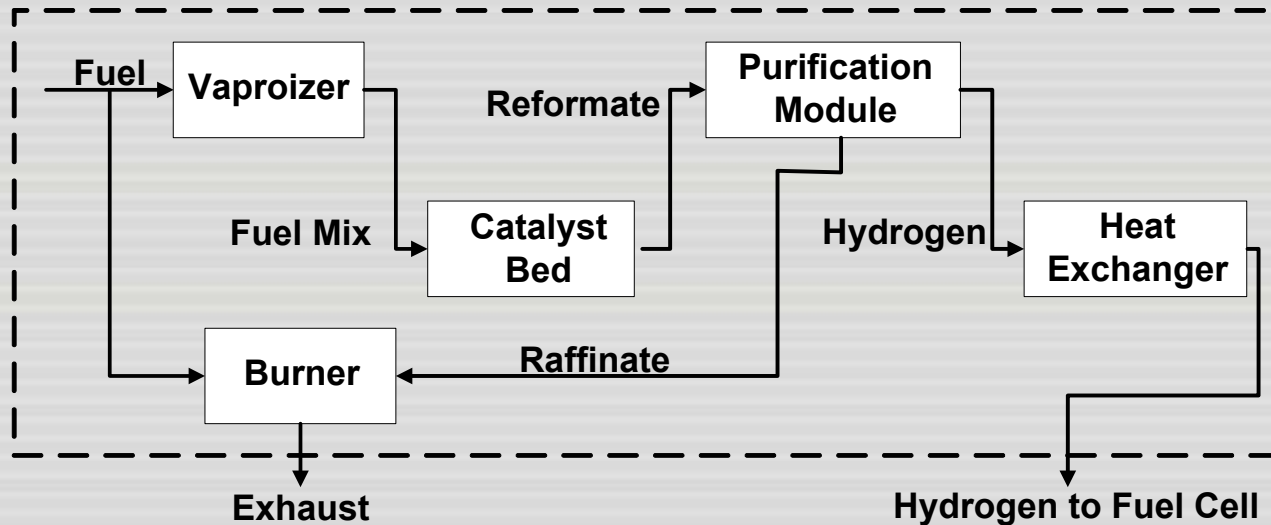 Fuel
Vaproizer
Purification
Module
Reformate
Fuel Mix
Catalyst
Bed
Hydrogen
Heat
Exchanger
Burner
Raffinate
Exhaust
Hydrogen to Fuel Cell